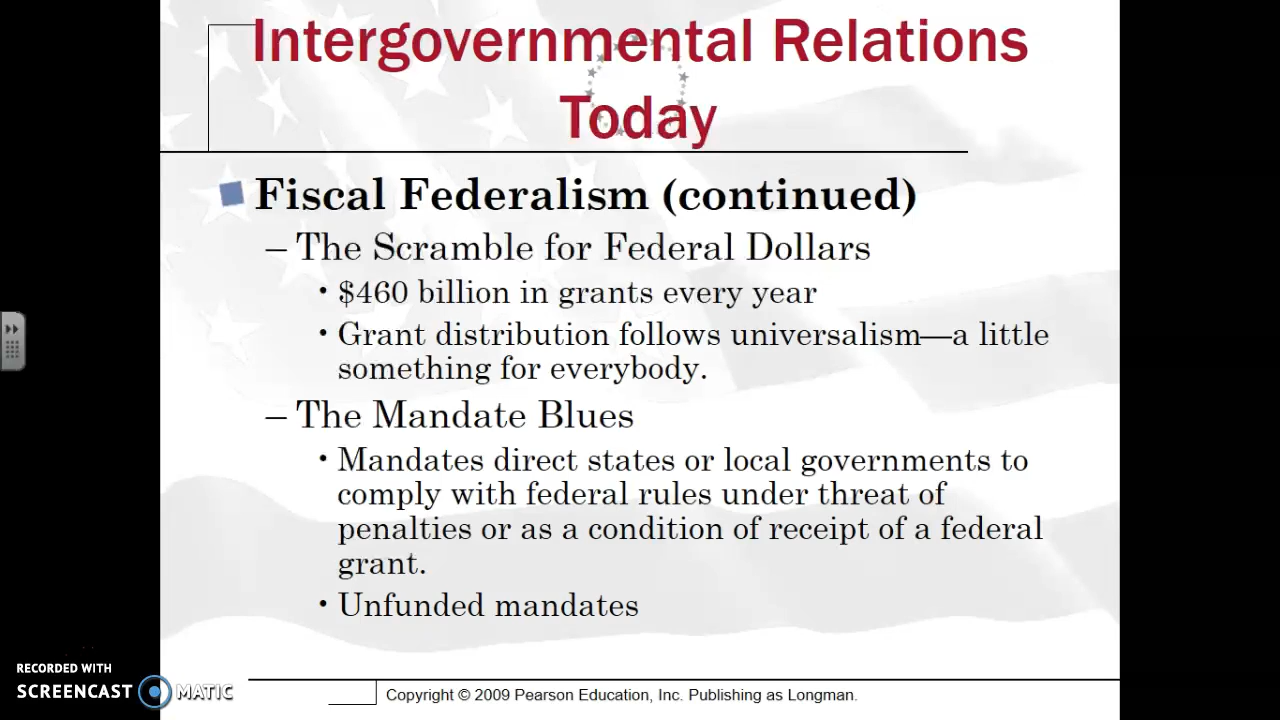 Intergovernmental Relations
Today
Fiscal Federalism (continued)
– The Scramble for Federal Dollars
• $460 billion in grants every year
• Grant distribution follows universalism—a little
something for everybody.
– The Mandate Blues
• Mandates direct states or local governments to
comply with federal rules under threat of
penalties or as a condition of receipt of a federal
grant.
• Unfunded mandates
RECORDED WITH
SCREENCAST MATIC
Copyright © 2009 Pearson Education, Inc. Publishing as Longman.